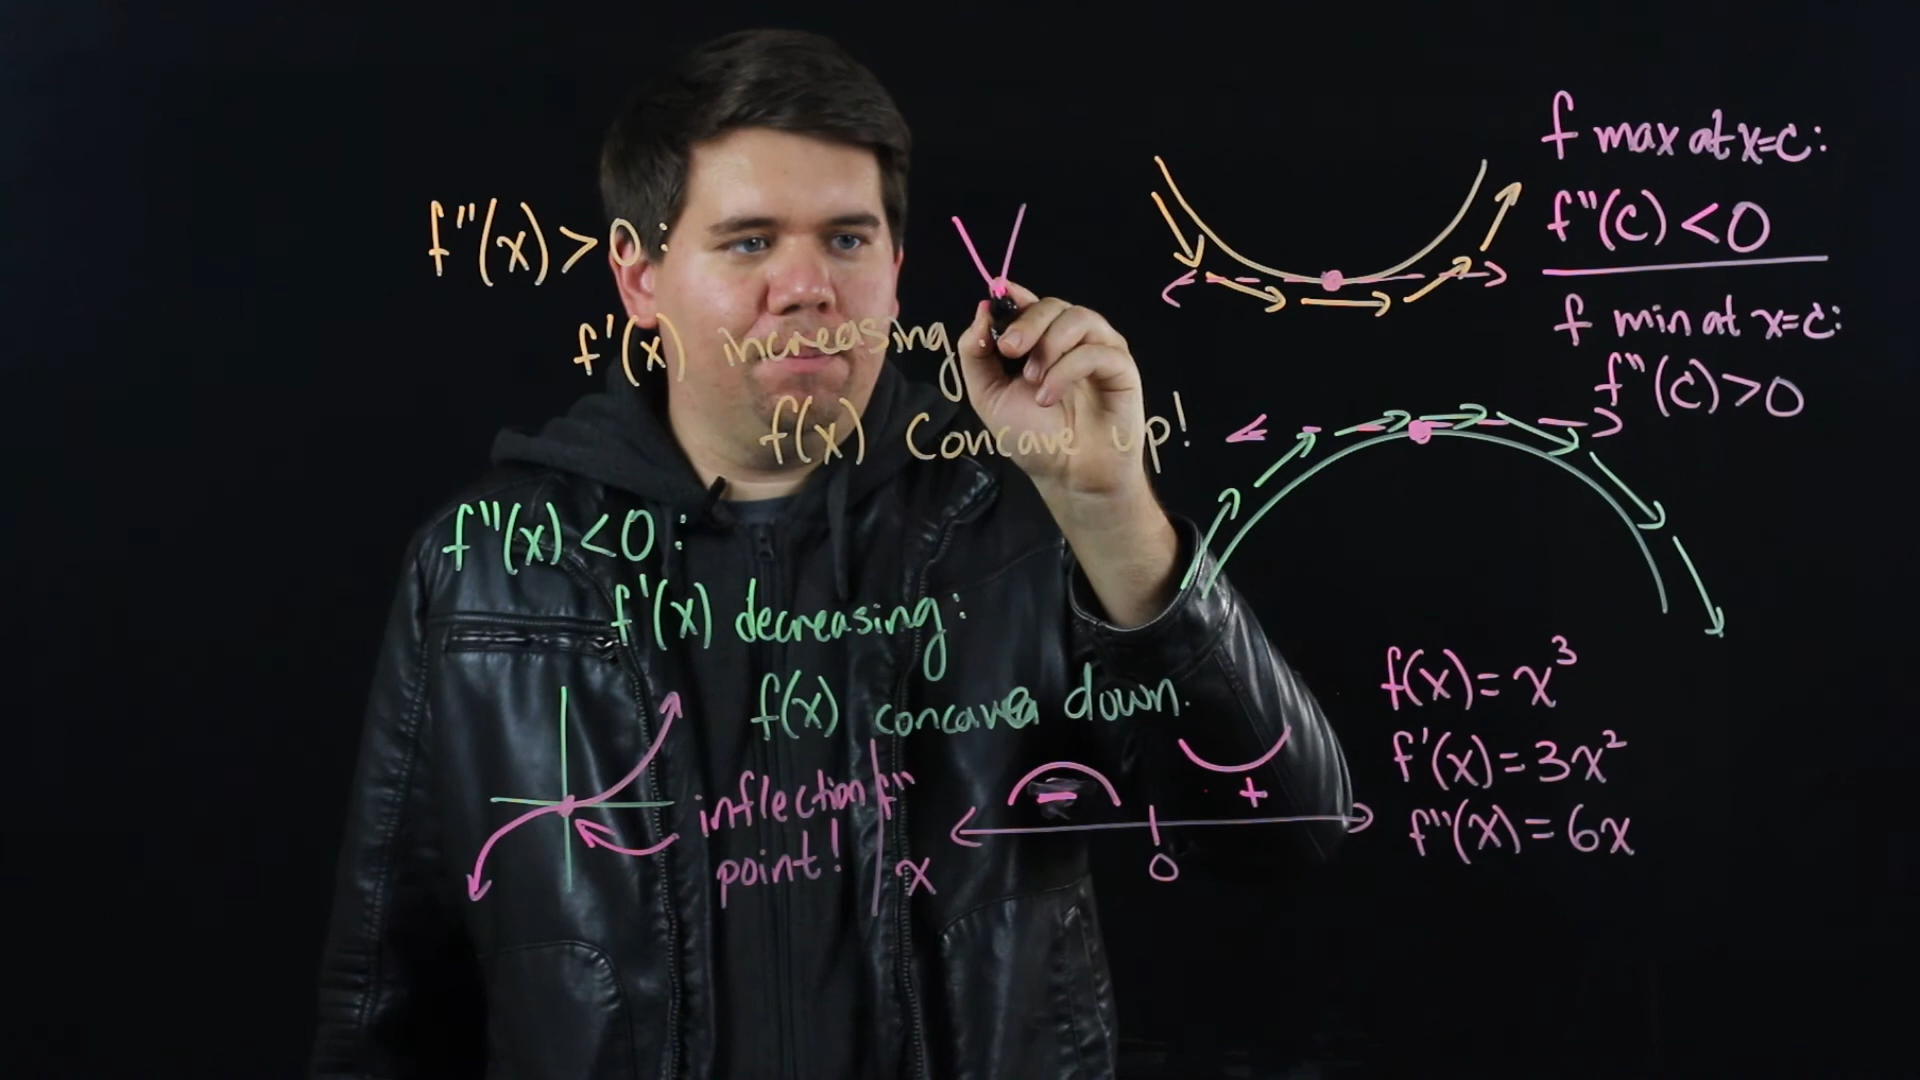 f''(x) > 0 :
f'(x) increasing :
f(x) Concave up!
f''(x) < 0 :
f'(x) decreasing :
f(x) concave down.
inflection
point!
f''
x
−
+
0
f max at x=c :
f''(c) < 0
f min at x=c :
f''(c) > 0
f(x) = x³
f'(x) = 3x²
f''(x) = 6x